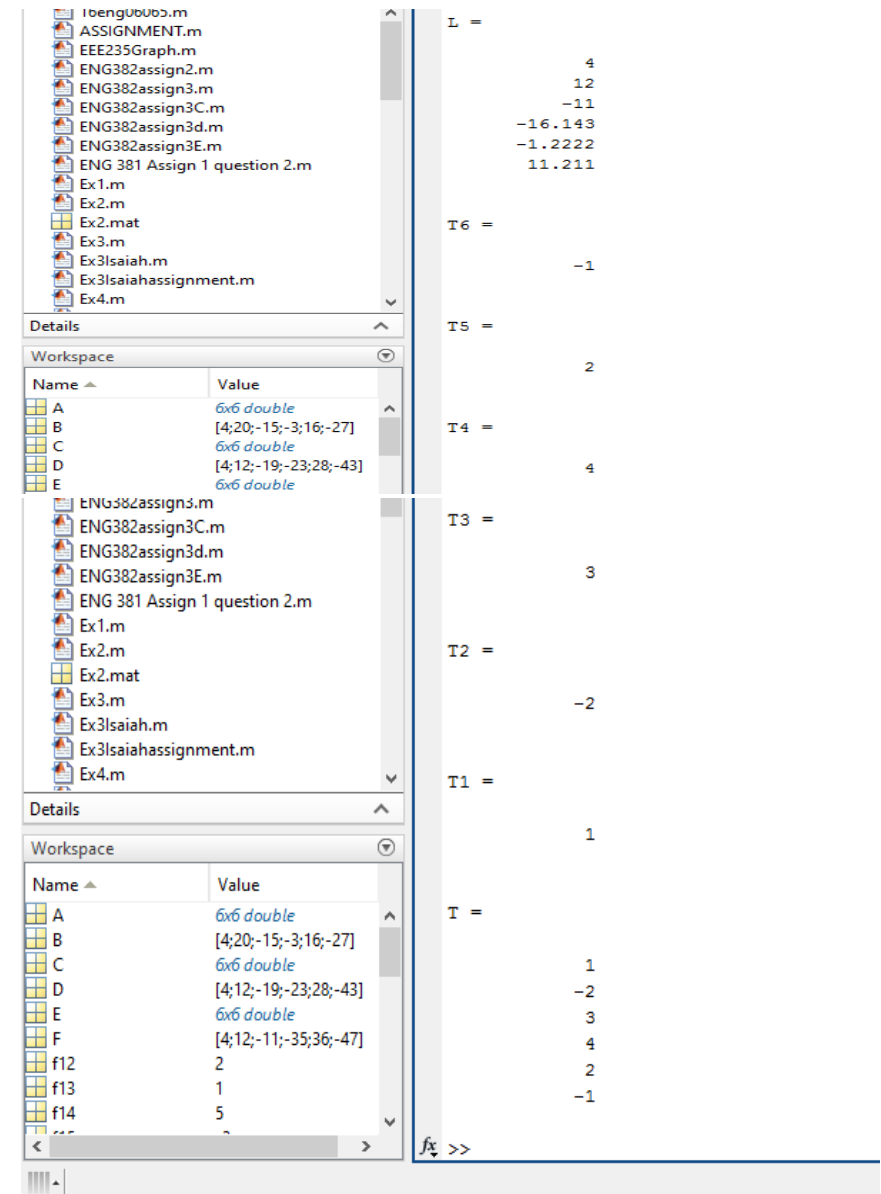 16eng06065.m
ASSIGNMENT.m
EEE235Graph.m
ENG382assign2.m
ENG382assign3.m
ENG382assign3C.m
ENG382assign3d.m
ENG382assign3E.m
ENG 381 Assign 1 question 2.m
Ex1.m
Ex2.m
Ex2.mat
Ex3.m
Ex3Isaiah.m
Ex3Isaiahassignment.m
Ex4.m
Details
Workspace
Name Value
A 6x6 double
B [4;20;-15;-3;16;-27]
C 6x6 double
D [4;12;-19;-23;28;-43]
E 6x6 double
ENG382assign3.m
ENG382assign3C.m
ENG382assign3d.m
ENG382assign3E.m
ENG 381 Assign 1 question 2.m
Ex1.m
Ex2.m
Ex2.mat
Ex3.m
Ex3Isaiah.m
Ex3Isaiahassignment.m
Ex4.m
Details
Workspace
Name Value
A 6x6 double
B [4;20;-15;-3;16;-27]
C 6x6 double
D [4;12;-19;-23;28;-43]
E 6x6 double
F [4;12;-11;-35;36;-47]
f12 2
f13 1
f14 5
L =
4
12
-11
-16.143
-1.2222
11.211
T6 =
-1
T5 =
2
T4 =
4
T3 =
3
T2 =
-2
T1 =
1
T =
1
-2
3
4
2
-1
fx >>